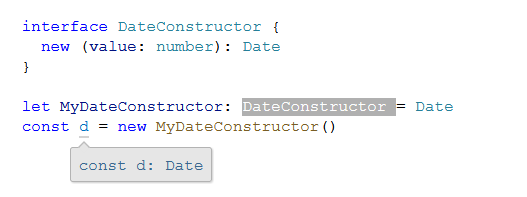 interface DateConstructor {
  new (value: number): Date
}
let MyDateConstructor: DateConstructor = Date
const d = new MyDateConstructor()
const d: Date